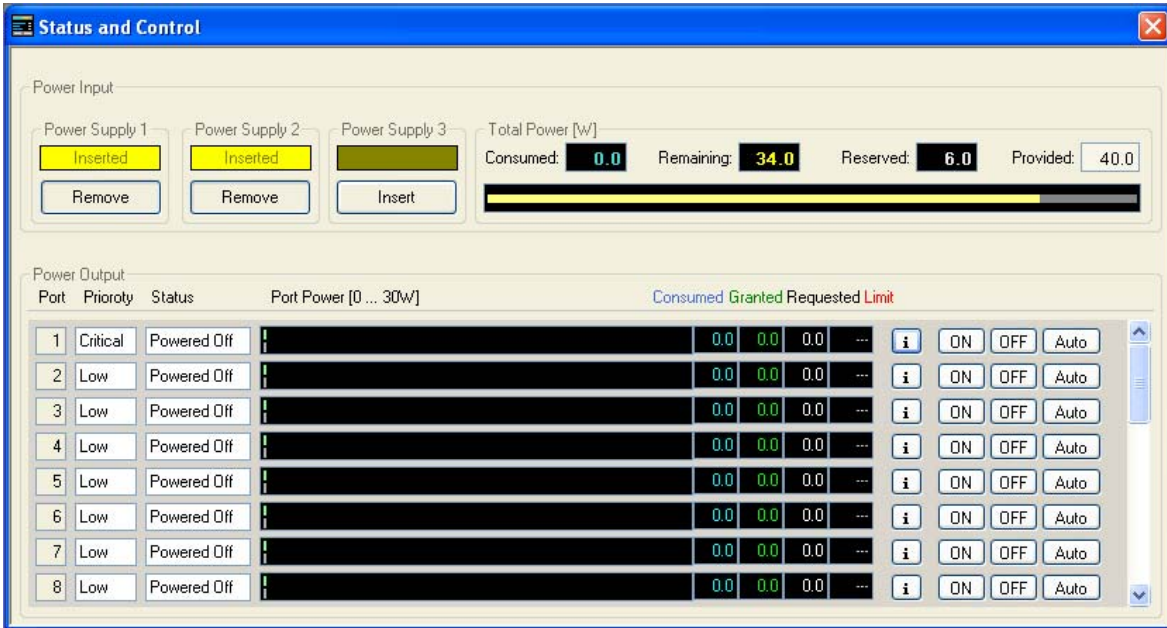 Status and Control
Power Input
Power Supply 1 Power Supply 2 Power Supply 3 Total Power [W]
Inserted Inserted Consumed: 0.0 Remaining: 34.0 Reserved: 6.0 Provided: 40.0
Remove Remove Insert
Power Output
Port Prioroty Status Port Power [0 ... 30W] Consumed Granted Requested Limit
1 Critical Powered Off 0.0 0.0 0.0 --- i ON OFF Auto
2 Low Powered Off 0.0 0.0 0.0 --- i ON OFF Auto
3 Low Powered Off 0.0 0.0 0.0 --- i ON OFF Auto
4 Low Powered Off 0.0 0.0 0.0 --- i ON OFF Auto
5 Low Powered Off 0.0 0.0 0.0 --- i ON OFF Auto
6 Low Powered Off 0.0 0.0 0.0 --- i ON OFF Auto
7 Low Powered Off 0.0 0.0 0.0 --- i ON OFF Auto
8 Low Powered Off 0.0 0.0 0.0 --- i ON OFF Auto